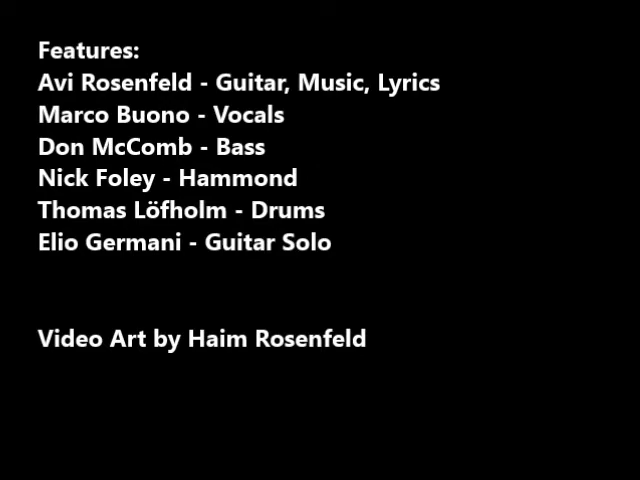 Features:
Avi Rosenfeld - Guitar, Music, Lyrics
Marco Buono - Vocals
Don McComb - Bass
Nick Foley - Hammond
Thomas Löfholm - Drums
Elio Germani - Guitar Solo
Video Art by Haim Rosenfeld